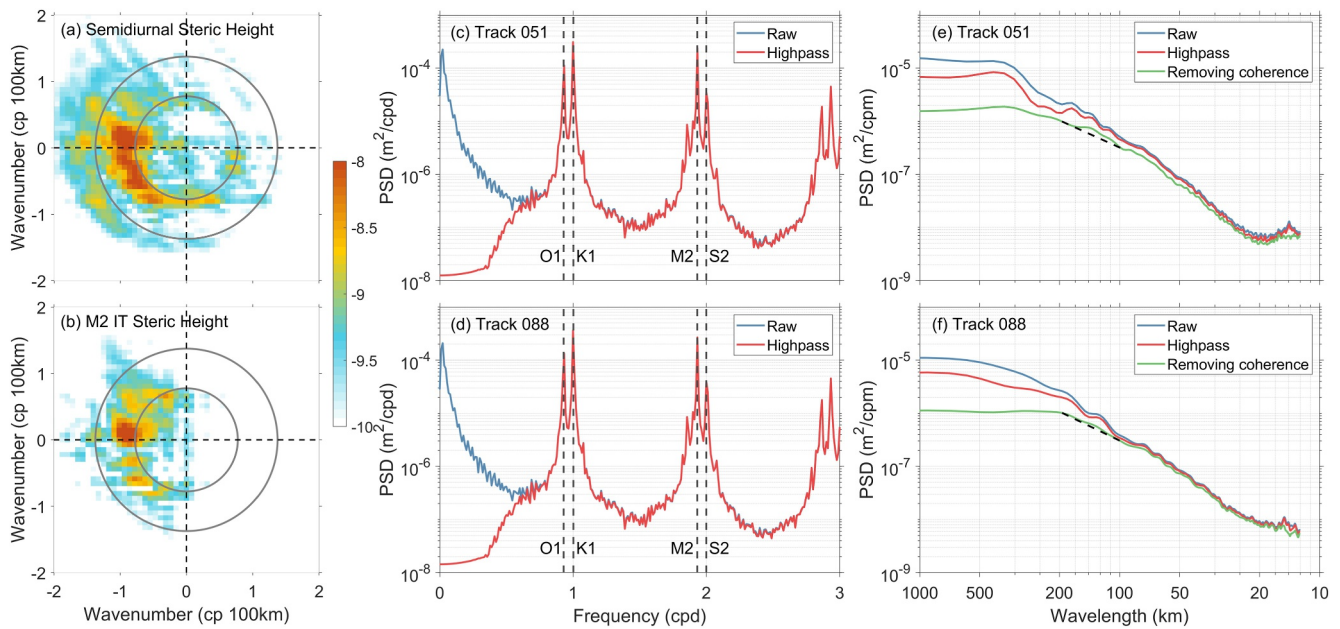 (a) Semidiurnal Steric Height
Wavenumber (cp 100km)
2
1
0
-1
-2
(b) M2 IT Steric Height
Wavenumber (cp 100km)
2
1
0
-1
-2
-2
-1
0
1
2
Wavenumber (cp 100km)
-8
-8.5
-9
-9.5
-10
(c) Track 051
Raw
Highpass
PSD (m²/cpd)
10⁻⁴
10⁻⁶
10⁻⁸
O1
K1
M2
S2
(d) Track 088
Raw
Highpass
PSD (m²/cpd)
10⁻⁴
10⁻⁶
10⁻⁸
O1
K1
M2
S2
0
1
2
3
Frequency (cpd)
(e) Track 051
Raw
Highpass
Removing coherence
PSD (m²/cpm)
10⁻⁵
10⁻⁷
10⁻⁹
(f) Track 088
Raw
Highpass
Removing coherence
PSD (m²/cpm)
10⁻⁵
10⁻⁷
10⁻⁹
1000
500
200
100
50
20
10
Wavelength (km)